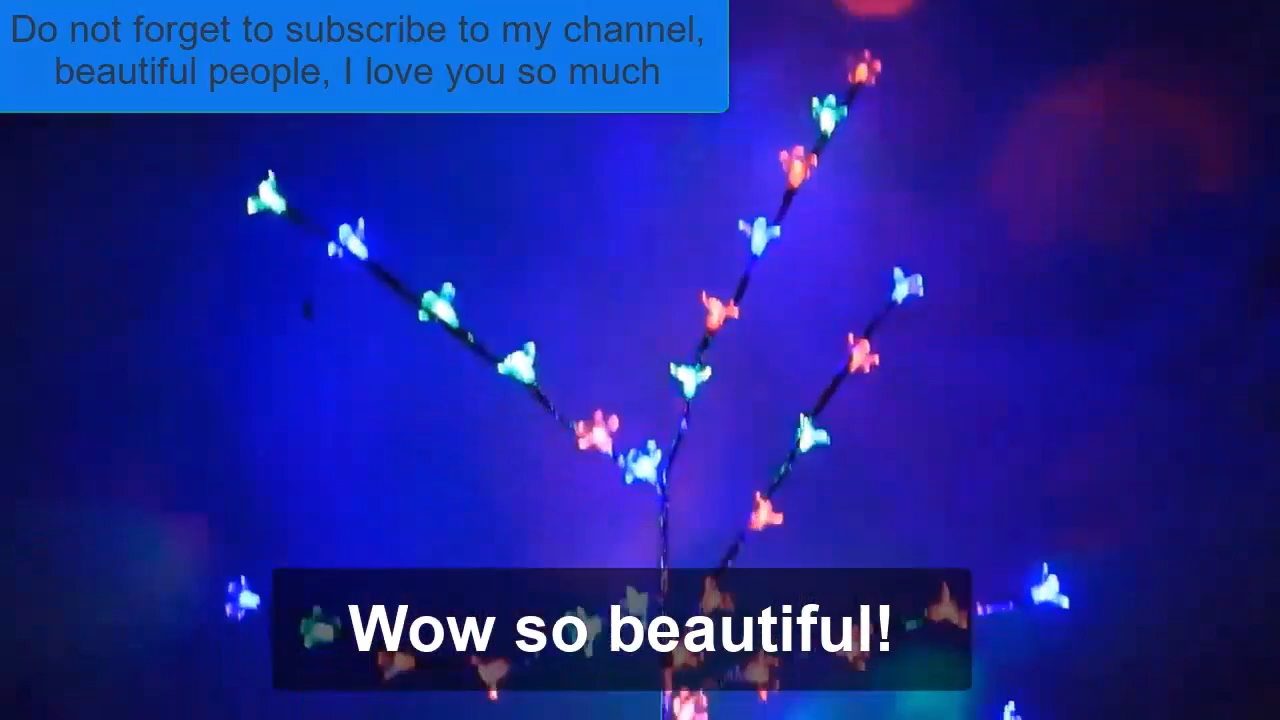 Do not forget to subscribe to my channel,
beautiful people, I love you so much
Wow so beautiful!